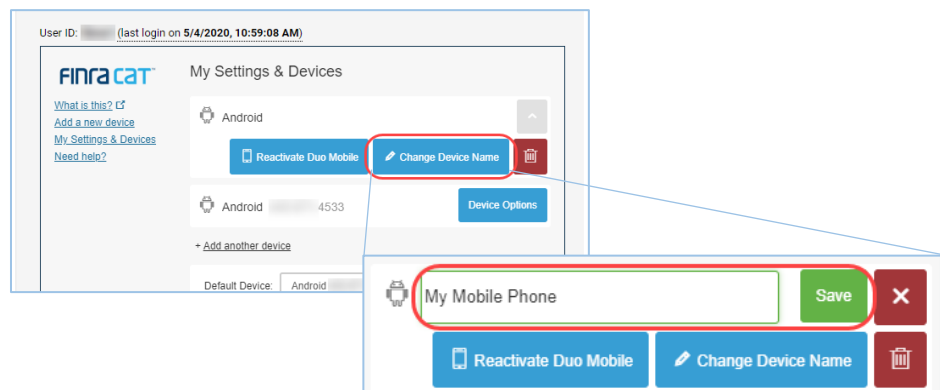 User ID: (last login on 5/4/2020, 10:59:08 AM)
FINRA CAT
My Settings & Devices
What is this?
Add a new device
My Settings & Devices
Need help?
Android
Reactivate Duo Mobile
Change Device Name
Android 4533
Device Options
+ Add another device
Default Device: Android
My Mobile Phone
Save
Reactivate Duo Mobile
Change Device Name